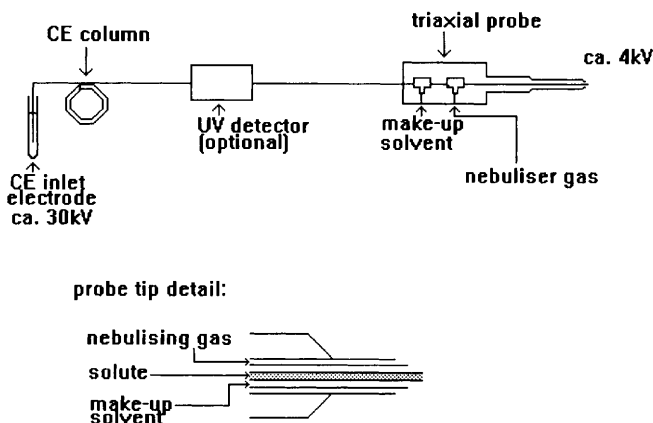 CE column
triaxial probe
ca. 4kV
UV detector
(optional)
make-up
solvent
nebuliser gas
CE inlet
electrode
ca. 30kV
probe tip detail:
nebulising gas
solute
make-up
solvent